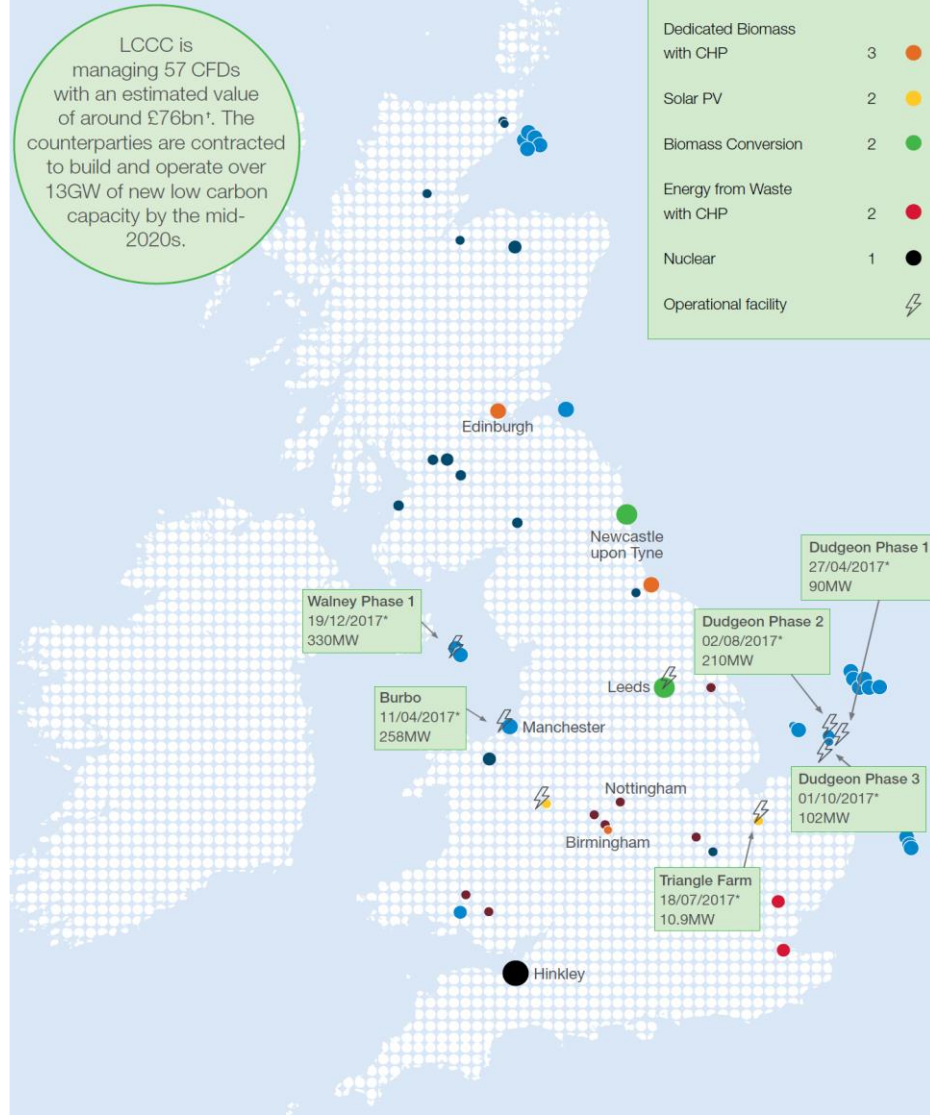 LCCC is
managing 57 CFDs
with an estimated value
of around £76bn†. The
counterparties are contracted
to build and operate over
13GW of new low carbon
capacity by the mid-
2020s.
Dedicated Biomass
with CHP 3
Solar PV 2
Biomass Conversion 2
Energy from Waste
with CHP 2
Nuclear 1
Operational facility
Edinburgh
Newcastle
upon Tyne
Dudgeon Phase 1
27/04/2017*
90MW
Walney Phase 1
19/12/2017*
330MW
Dudgeon Phase 2
02/08/2017*
210MW
Leeds
Burbo
11/04/2017*
258MW
Manchester
Dudgeon Phase 3
01/10/2017*
102MW
Nottingham
Birmingham
Triangle Farm
18/07/2017*
10.9MW
Hinkley